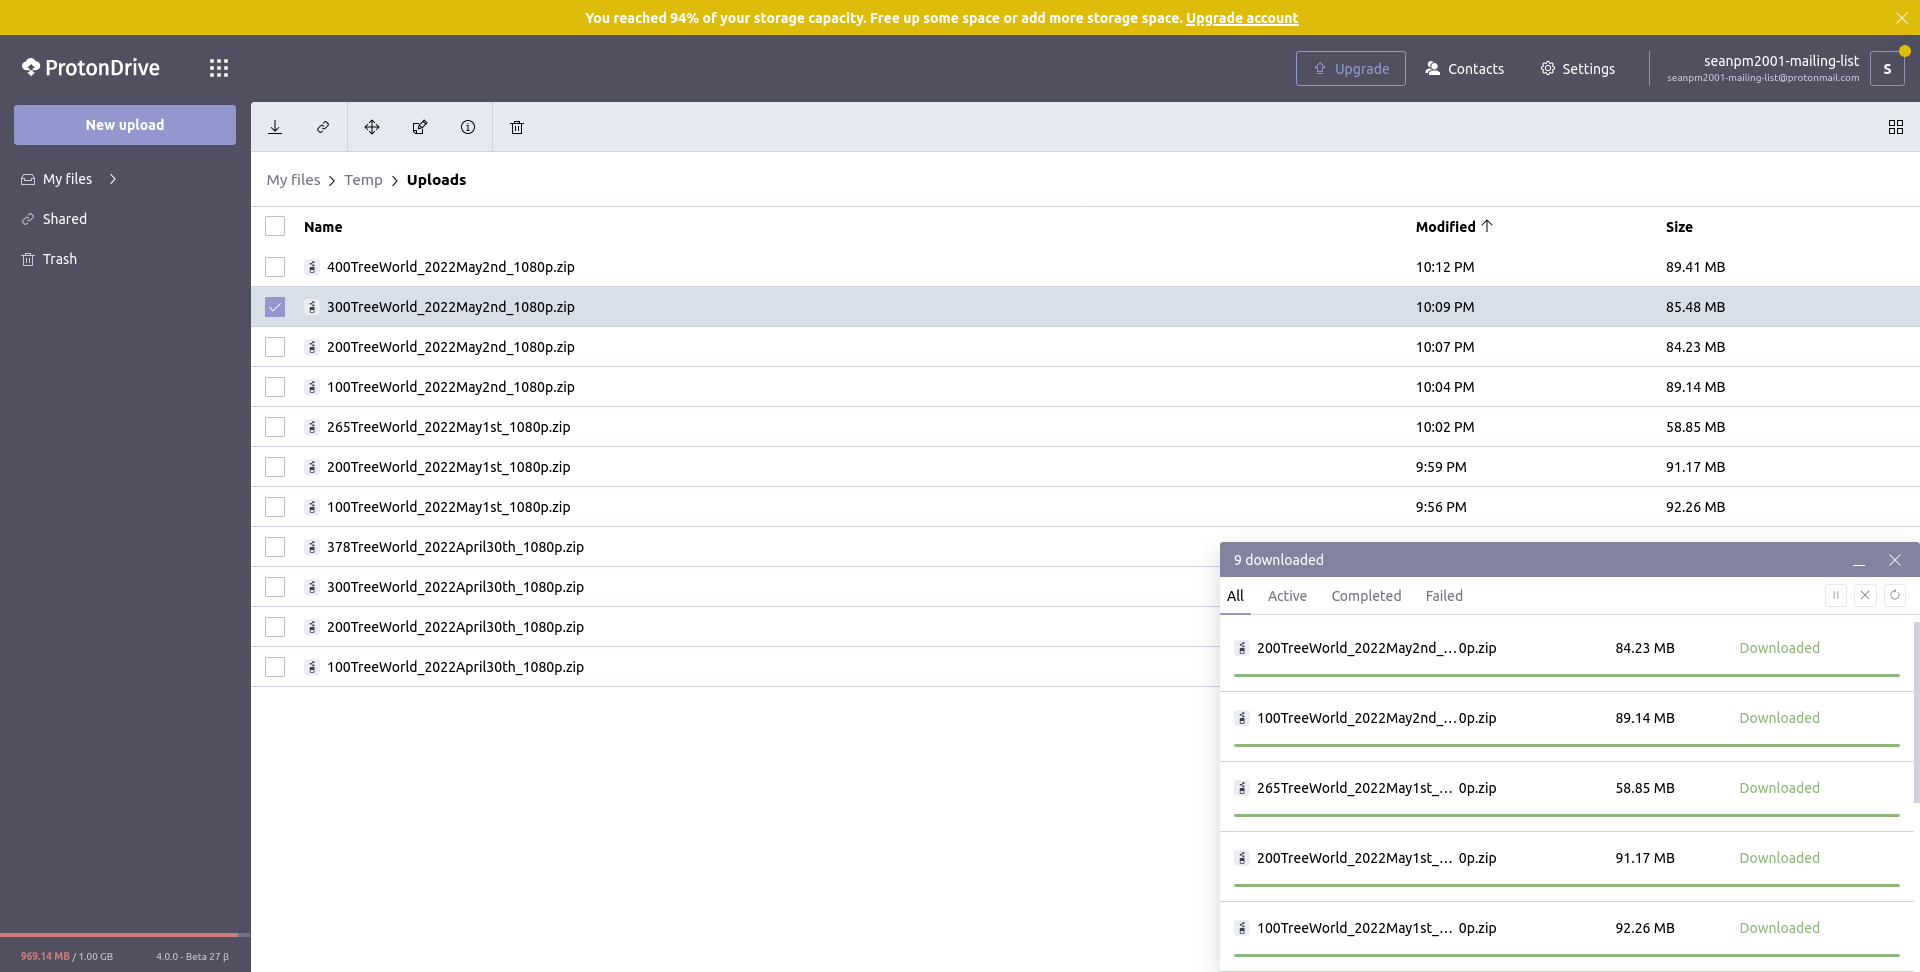 You reached 94% of your storage capacity. Free up some space or add more storage space. Upgrade account
ProtonDrive
Upgrade
Contacts
Settings
seanpm2001-mailing-list
seanpm2001-mailing-list@protonmail.com
S
New upload
My files
Shared
Trash
My files > Temp > Uploads
Name Modified Size
400TreeWorld_2022May2nd_1080p.zip 10:12 PM 89.41 MB
300TreeWorld_2022May2nd_1080p.zip 10:09 PM 85.48 MB
200TreeWorld_2022May2nd_1080p.zip 10:07 PM 84.23 MB
100TreeWorld_2022May2nd_1080p.zip 10:04 PM 89.14 MB
265TreeWorld_2022May1st_1080p.zip 10:02 PM 58.85 MB
200TreeWorld_2022May1st_1080p.zip 9:59 PM 91.17 MB
100TreeWorld_2022May1st_1080p.zip 9:56 PM 92.26 MB
378TreeWorld_2022April30th_1080p.zip
300TreeWorld_2022April30th_1080p.zip
200TreeWorld_2022April30th_1080p.zip
100TreeWorld_2022April30th_1080p.zip
9 downloaded
All Active Completed Failed
200TreeWorld_2022May2nd_... 0p.zip 84.23 MB Downloaded
100TreeWorld_2022May2nd_... 0p.zip 89.14 MB Downloaded
265TreeWorld_2022May1st_... 0p.zip 58.85 MB Downloaded
200TreeWorld_2022May1st_... 0p.zip 91.17 MB Downloaded
100TreeWorld_2022May1st_... 0p.zip 92.26 MB Downloaded
969.14 MB / 1.00 GB 4.0.0 - Beta 27 β